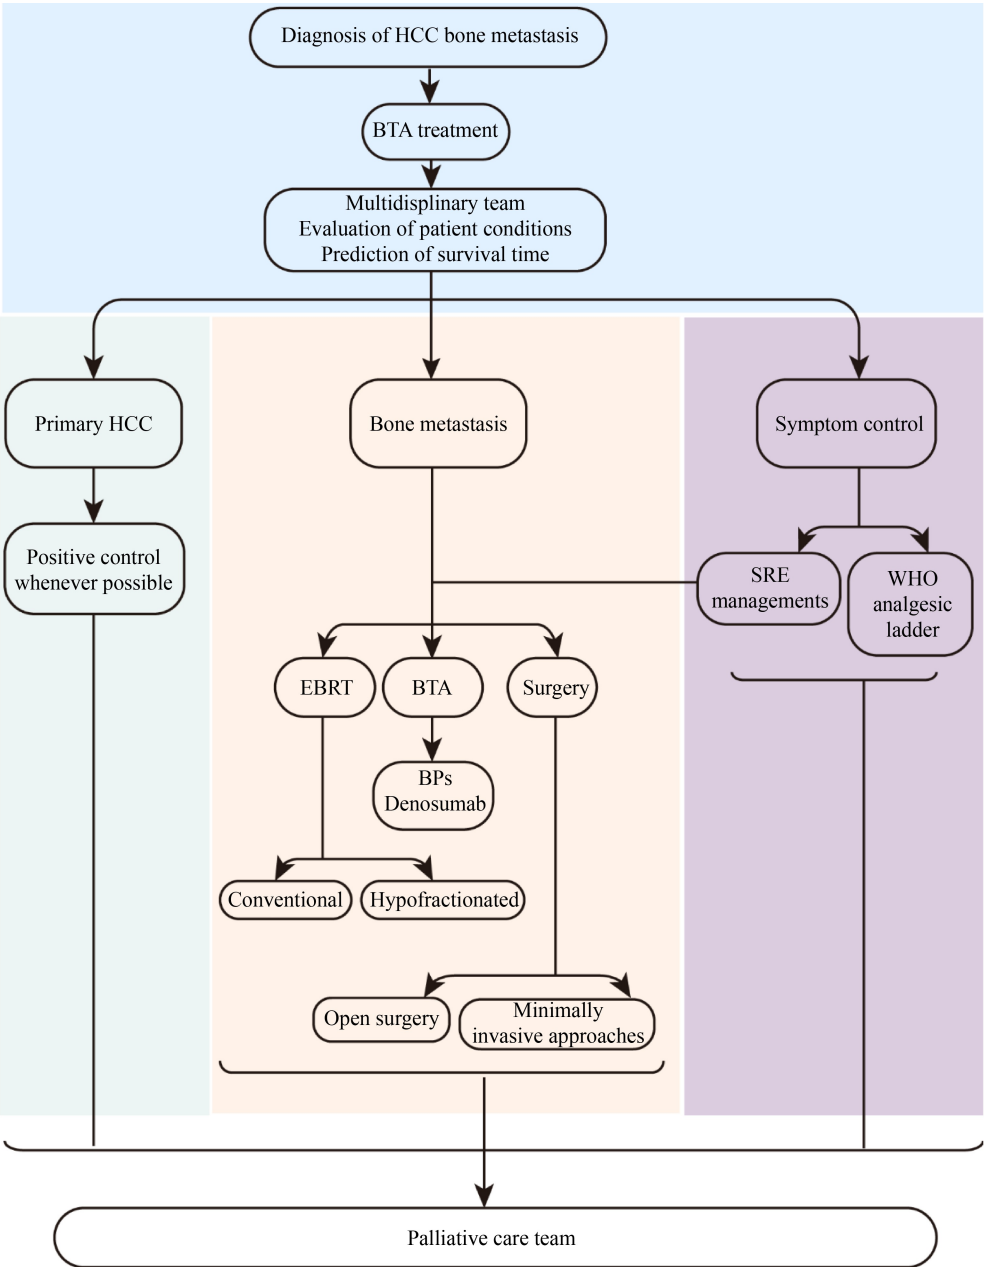 Diagnosis of HCC bone metastasis
BTA treatment
Multidisplinary team
Evaluation of patient conditions
Prediction of survival time
Primary HCC
Bone metastasis
Symptom control
Positive control
whenever possible
SRE
managements
WHO
analgesic
ladder
EBRT
BTA
Surgery
BPs
Denosumab
Conventional
Hypofractionated
Open surgery
Minimally
invasive approaches
Palliative care team